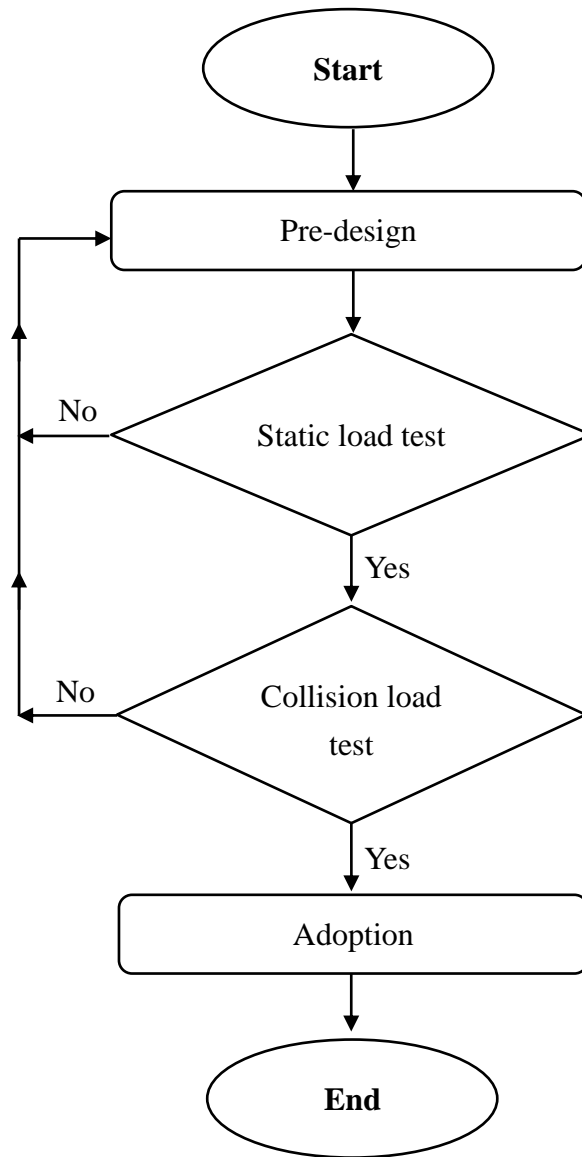 Start
Pre-design
No
Static load test
Yes
No
Collision load
test
Yes
Adoption
End